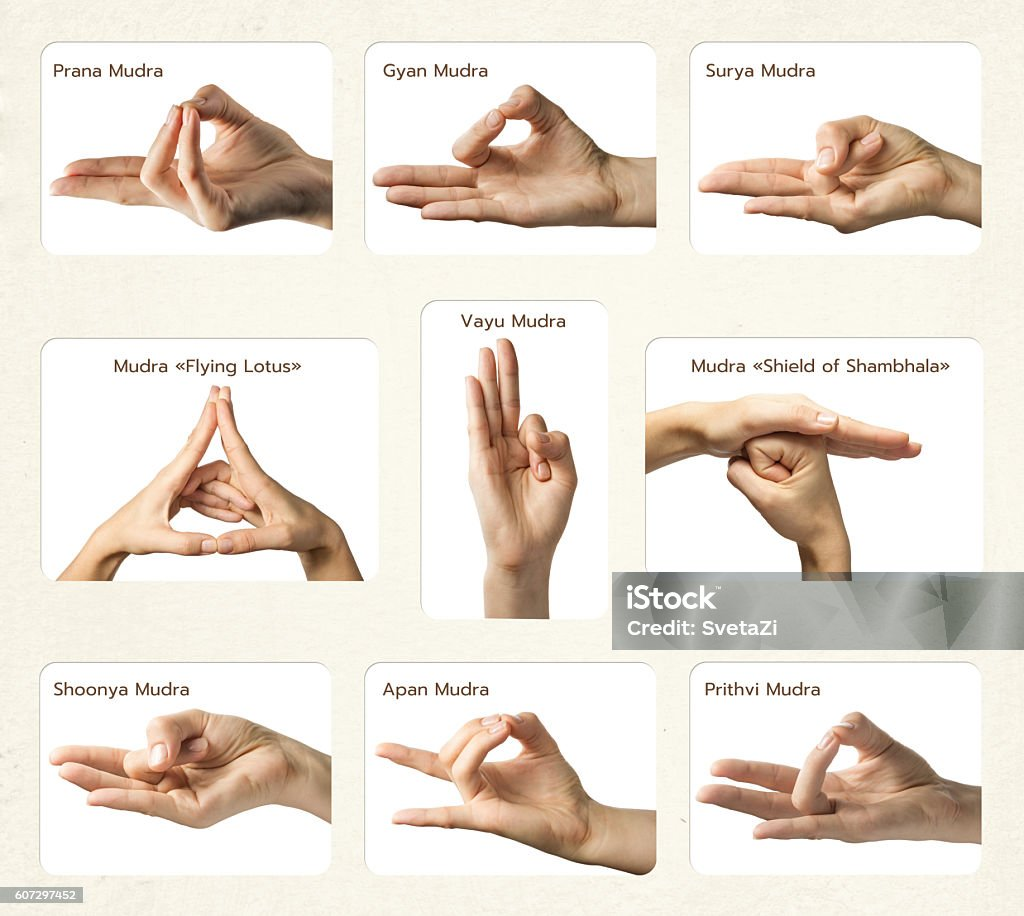 Prana Mudra
Gyan Mudra
Surya Mudra
Mudra «Flying Lotus»
Vayu Mudra
Mudra «Shield of Shambhala»
iStock™
Credit: SvetaZi
Shoonya Mudra
Apan Mudra
Prithvi Mudra
607297452